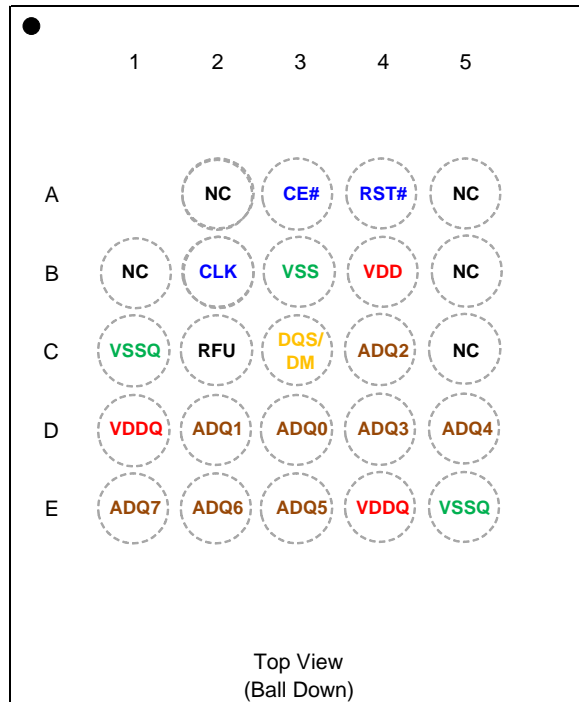 1 2 3 4 5
A NC CE# RST# NC
B NC CLK VSS VDD NC
C VSSQ RFU DQS/ DM ADQ2 NC
D VDDQ ADQ1 ADQ0 ADQ3 ADQ4
E ADQ7 ADQ6 ADQ5 VDDQ VSSQ
Top View
(Ball Down)